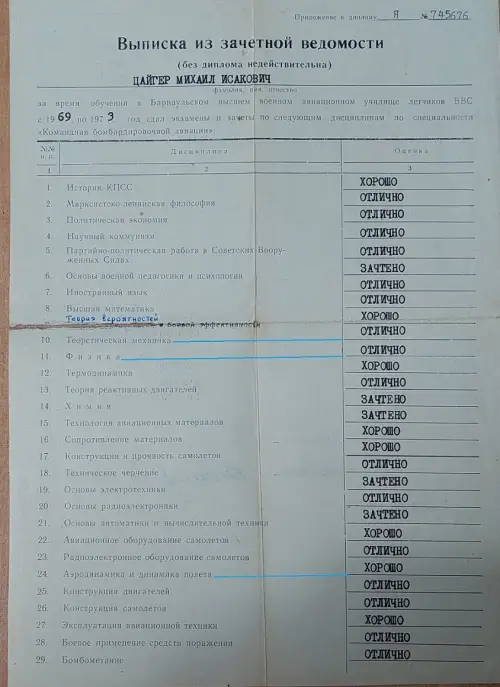 Приложение к диплому Я № 745676
Выписка из зачетной ведомости
(без диплома недействительна)
ЦАЙГЕР МИХАИЛ ИСАКОВИЧ
фамилия, имя, отчество
за время обучения в Барнаульском высшем военном авиационном училище летчиков ВВС
с 1969 по 1973 год сдал экзамены и зачеты по следующим дисциплинам по специальности
«Командная бомбардировочной авиации»:
№№ п.п. Дисциплина Оценка
1 2 3
1. История КПСС ХОРОШО
2. Марксистско-ленинская философия ОТЛИЧНО
3. Политическая экономия ОТЛИЧНО
4. Научный коммунизм ОТЛИЧНО
5. Партийно-политическая работа в Советских Воору-
женных Силах ОТЛИЧНО
6. Основы военной педагогики и психологии ЗАЧТЕНО
7. Иностранный язык ОТЛИЧНО
8. Высшая математика ОТЛИЧНО
Теория вероятностей и боевой эффективности ХОРОШО
10. Теоретическая механика ОТЛИЧНО
11. Физика ОТЛИЧНО
12. Термодинамика ХОРОШО
13. Теория реактивных двигателей ОТЛИЧНО
14. Химия ЗАЧТЕНО
15. Технология авиационных материалов ЗАЧТЕНО
16. Сопротивление материалов ХОРОШО
17. Конструкция и прочность самолетов ХОРОШО
18. Техническое черчение ОТЛИЧНО
19. Основы электротехники ЗАЧТЕНО
20 Основы радиоэлектроники ОТЛИЧНО
21. Основы автоматики и вычислительной техники ЗАЧТЕНО
22. Авиационное оборудование самолетов ХОРОШО
23. Радиоэлектронное оборудование самолетов ОТЛИЧНО
24. Аэродинамика и динамика полета ХОРОШО
25. Конструкция двигателей ОТЛИЧНО
26. Конструкция самолетов ОТЛИЧНО
27. Эксплуатация авиационной техники ХОРОШО
28. Боевое применение средств поражения ОТЛИЧНО
29. Бомбометание ОТЛИЧНО